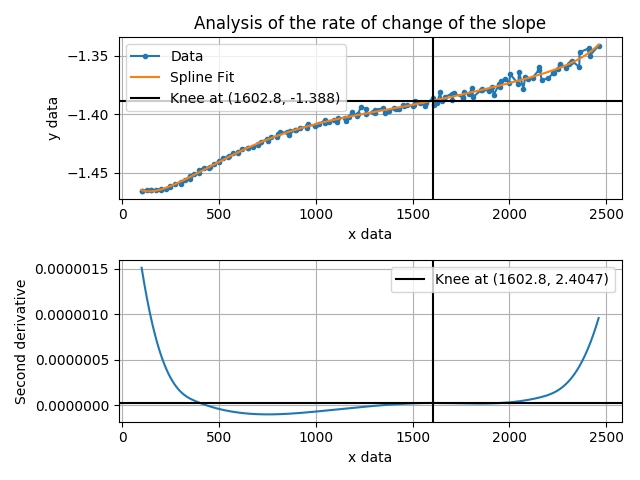 Analysis of the rate of change of the slope
Data
Spline Fit
Knee at (1602.8, -1.388)
−1.35
−1.40
−1.45
y data
0 500 1000 1500 2000 2500
x data
Knee at (1602.8, 2.4047)
0.0000015
0.0000010
0.0000005
0.0000000
Second derivative
0 500 1000 1500 2000 2500
x data